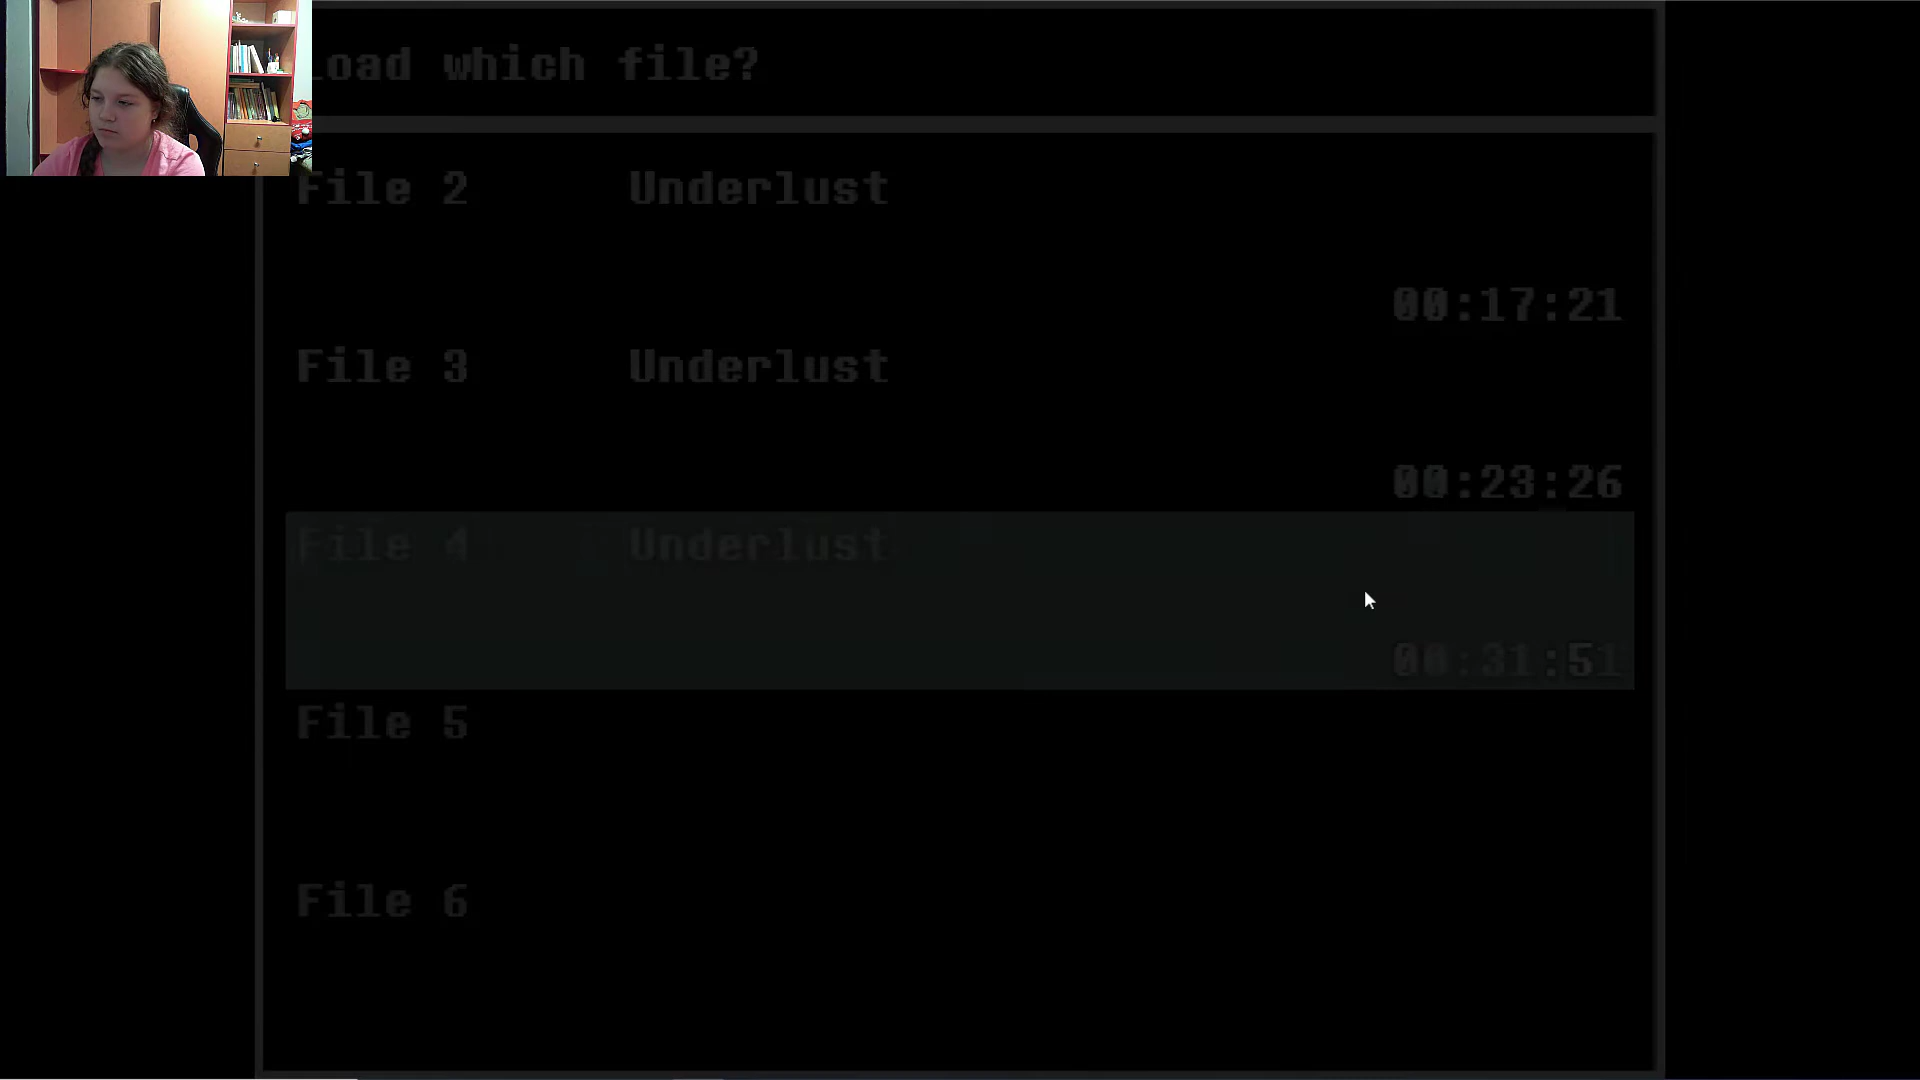 Load which file?
File 2 Underlust
00:17:21
File 3 Underlust
00:23:26
File 4 Underlust
00:31:51
File 5
File 6